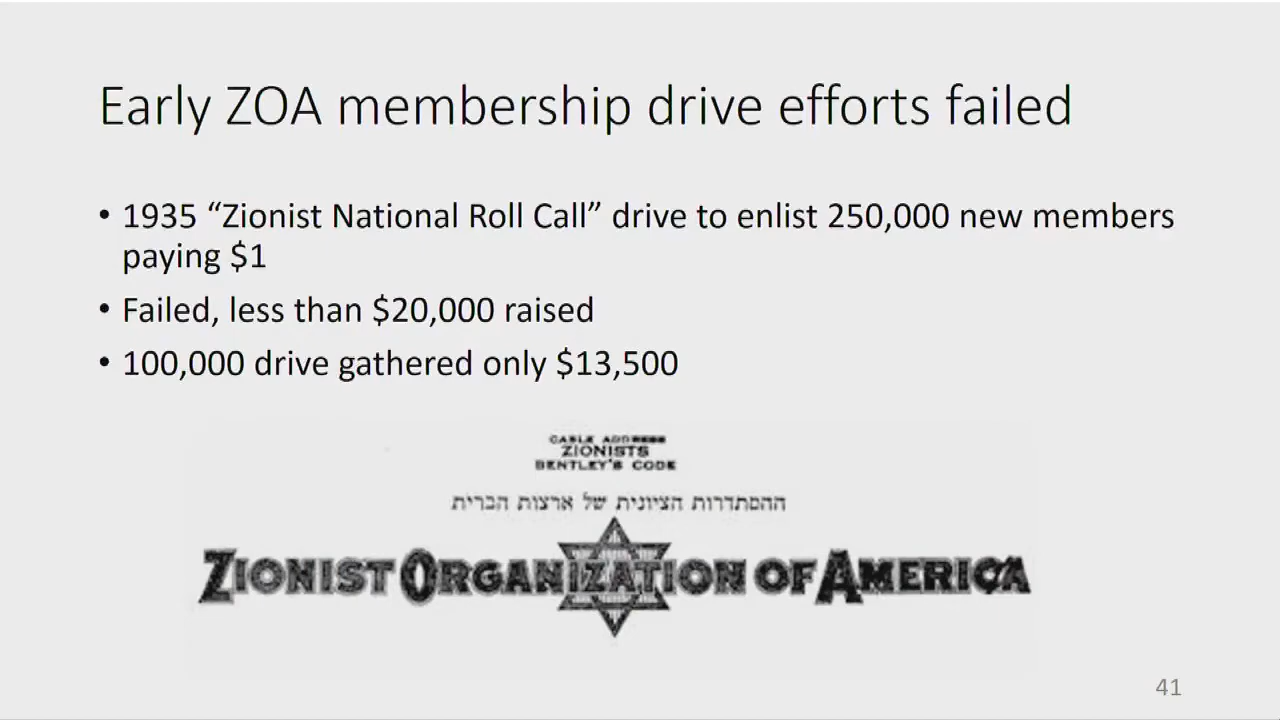 Early ZOA membership drive efforts failed
• 1935 “Zionist National Roll Call” drive to enlist 250,000 new members
paying $1
• Failed, less than $20,000 raised
• 100,000 drive gathered only $13,500
CABLE ADDRESS
ZIONISTS
BENTLEY'S CODE
ההסתדרות הציונית של ארצות הברית
ZIONIST ORGANIZATION OF AMERICA
41